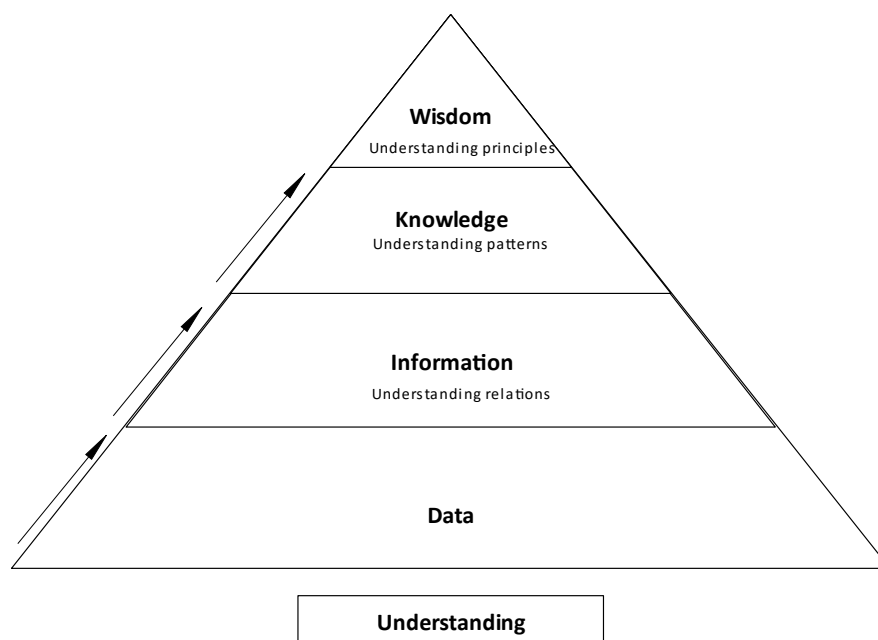 Wisdom
Understanding principles
Knowledge
Understanding patterns
Information
Understanding relations
Data
Understanding